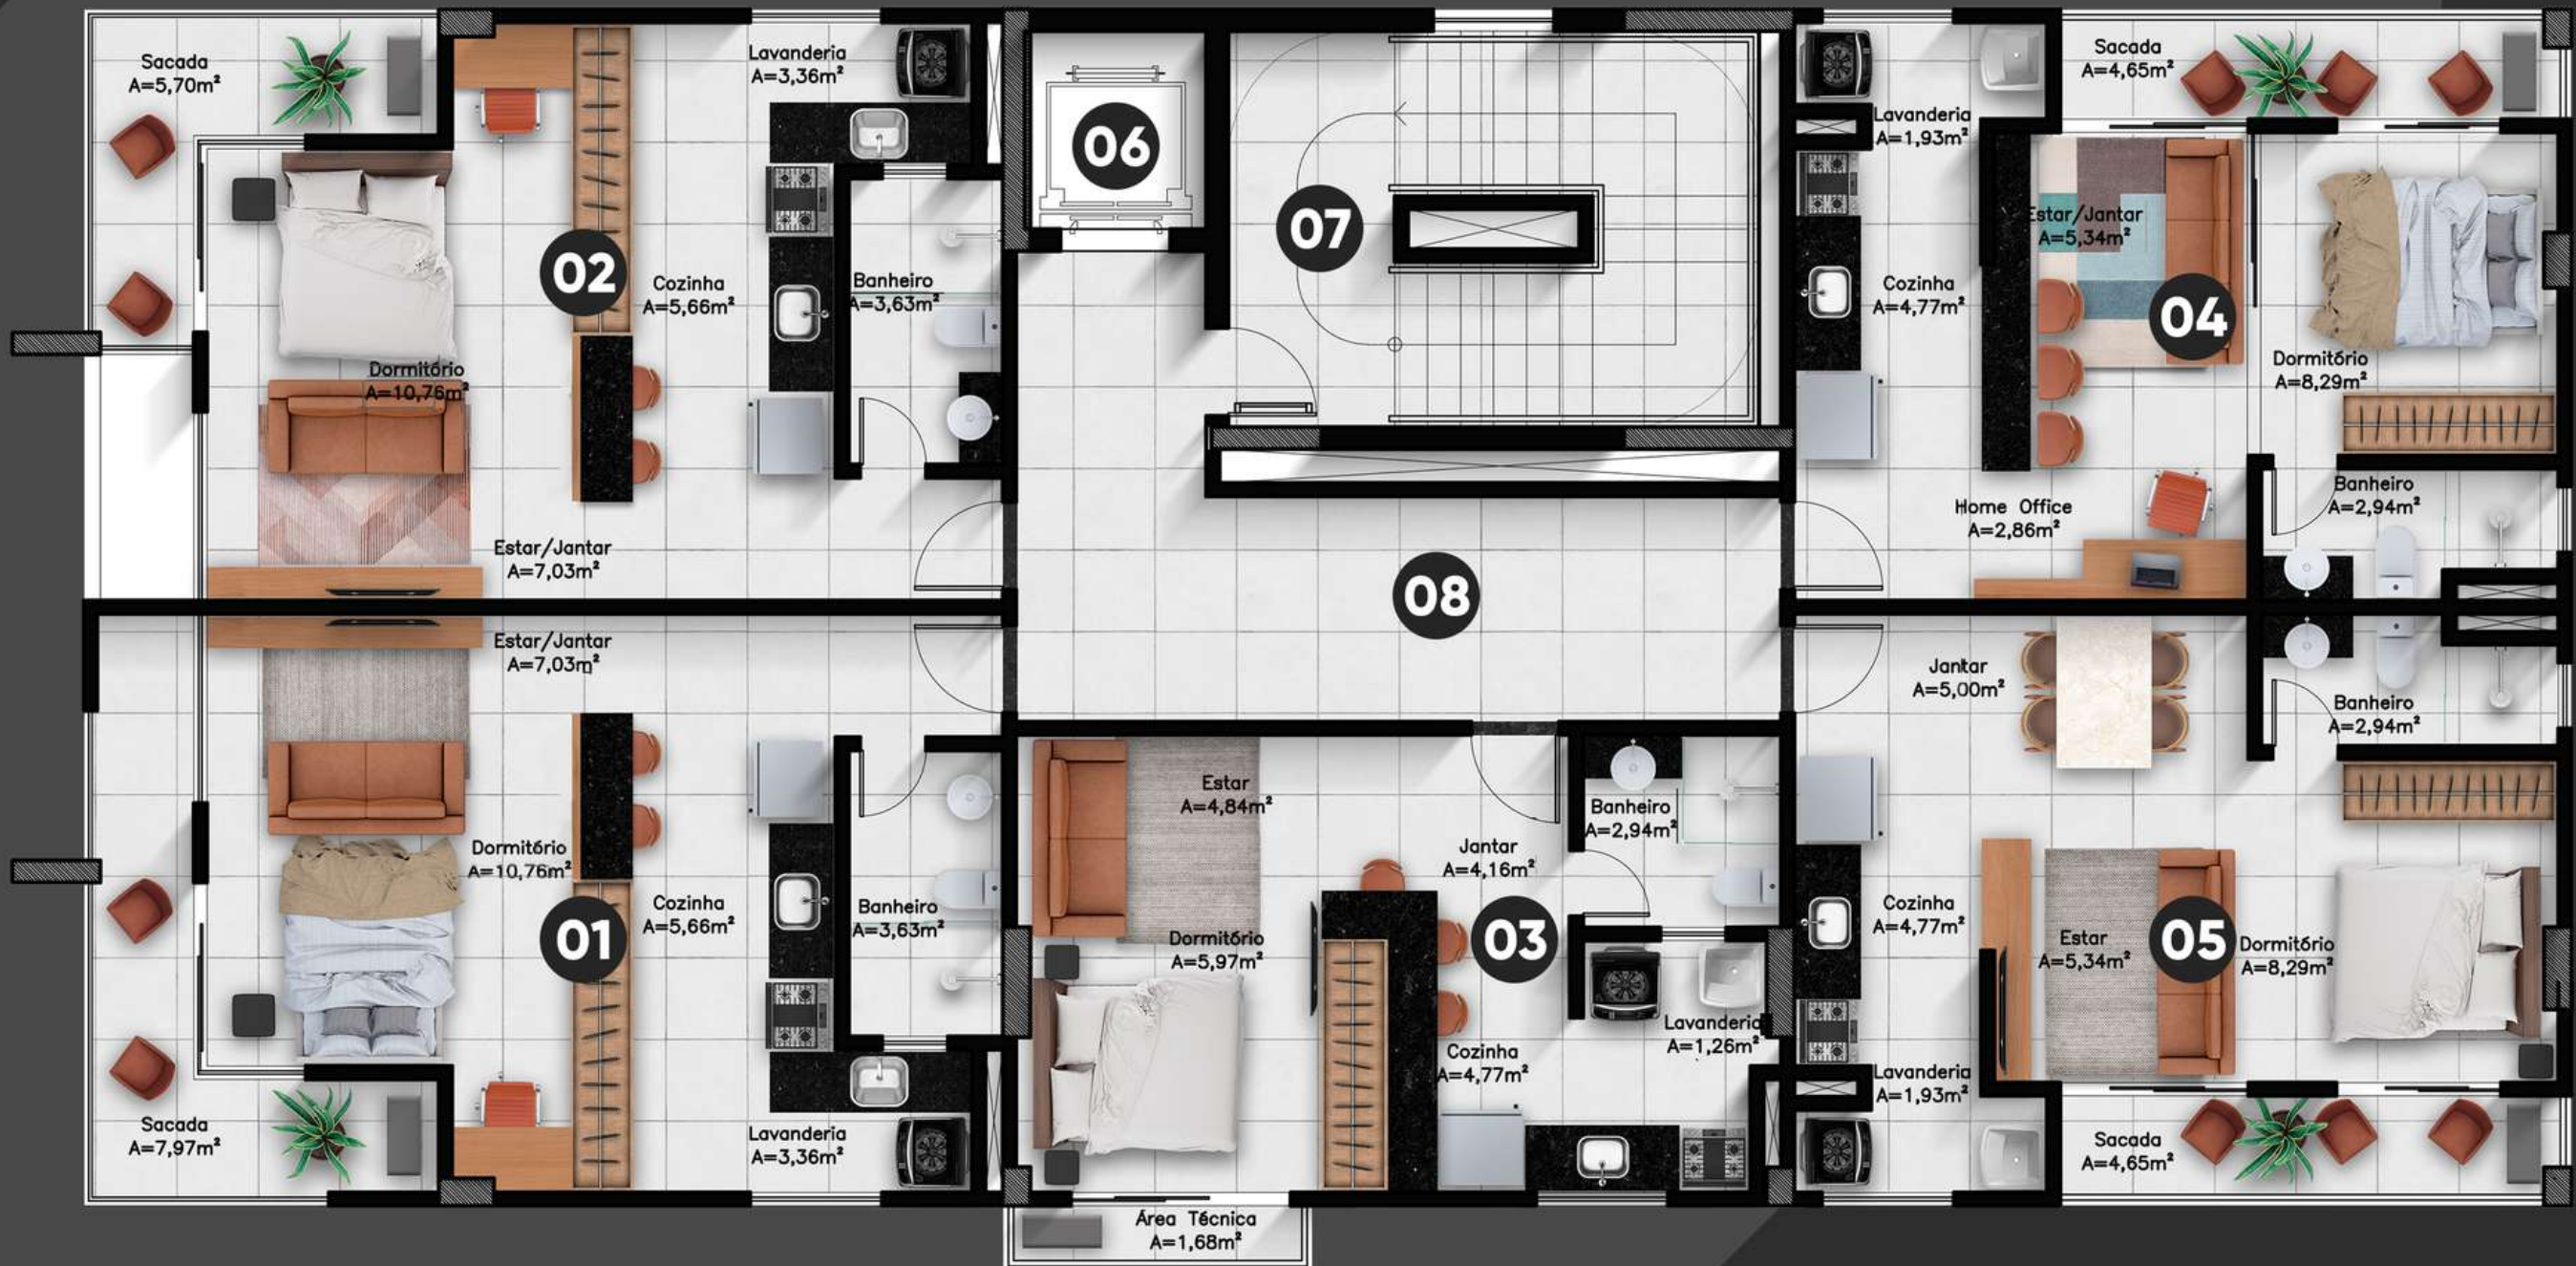 Sacada
A=5,70m²
Lavanderia
A=3,36m²
02
Cozinha
A=5,66m²
Banheiro
A=3,63m²
Dormitório
A=10,76m²
Estar/Jantar
A=7,03m²
06
07
08
Lavanderia
A=1,93m²
Sacada
A=4,65m²
Estar/Jantar
A=5,34m²
Cozinha
A=4,77m²
04
Dormitório
A=8,29m²
Home Office
A=2,86m²
Banheiro
A=2,94m²
Estar/Jantar
A=7,03m²
Dormitório
A=10,76m²
01
Cozinha
A=5,66m²
Banheiro
A=3,63m²
Sacada
A=7,97m²
Lavanderia
A=3,36m²
Estar
A=4,84m²
Jantar
A=4,16m²
Banheiro
A=2,94m²
Dormitório
A=5,97m²
03
Cozinha
A=4,77m²
Lavanderia
A=1,26m²
Área Técnica
A=1,68m²
Jantar
A=5,00m²
Banheiro
A=2,94m²
Cozinha
A=4,77m²
Estar
A=5,34m²
05
Dormitório
A=8,29m²
Lavanderia
A=1,93m²
Sacada
A=4,65m²